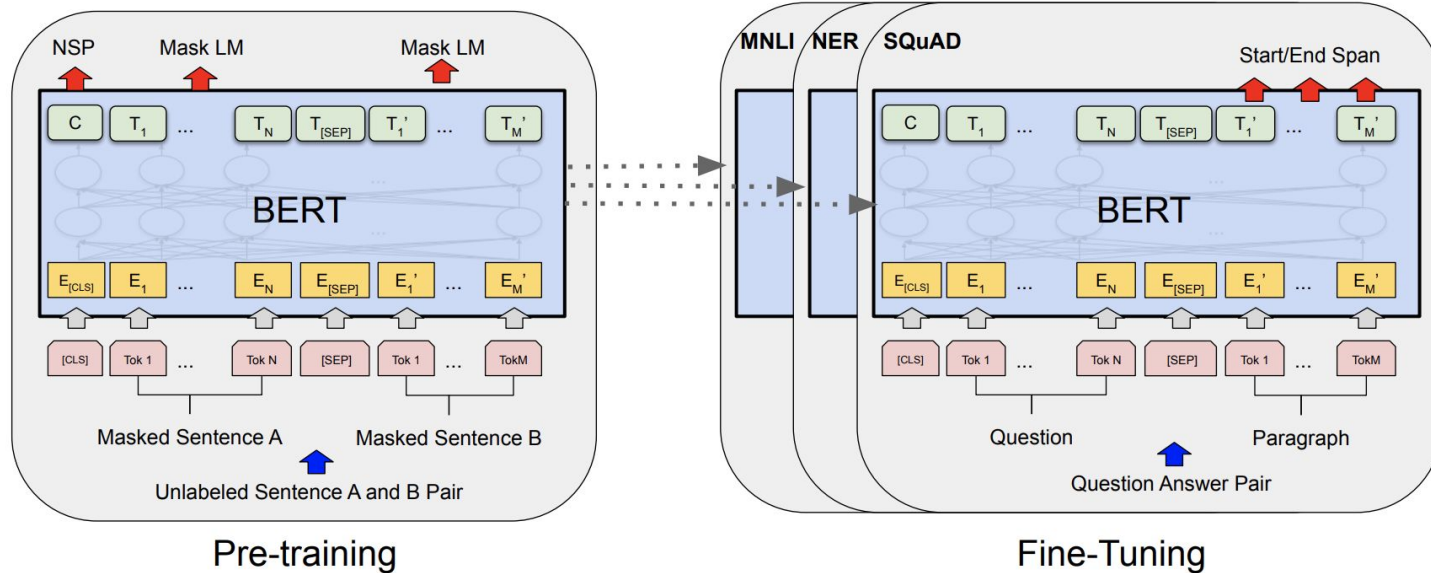 NSP Mask LM Mask LM
C T1 ... TN T[SEP] T1' ... TM'
...
...
BERT
E[CLS] E1 ... EN E[SEP] E1' ... EM'
[CLS] Tok 1 ... Tok N [SEP] Tok 1 ... TokM
Masked Sentence A Masked Sentence B
Unlabeled Sentence A and B Pair
Pre-training
MNLI NER SQuAD
Start/End Span
C T1 ... TN T[SEP] T1' ... TM'
...
...
BERT
E[CLS] E1 ... EN E[SEP] E1' ... EM'
[CLS] Tok 1 ... Tok N [SEP] Tok 1 ... TokM
Question Paragraph
Question Answer Pair
Fine-Tuning